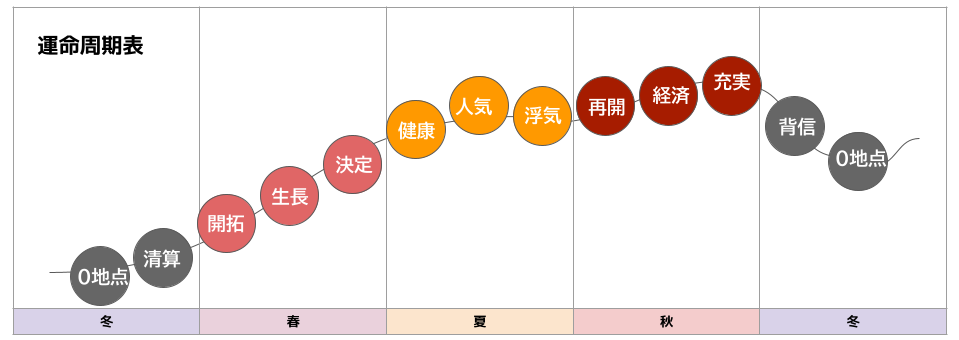 運命周期表
0地点
清算
開拓
生長
決定
健康
人気
浮気
再開
経済
充実
背信
0地点
冬
春
夏
秋
冬